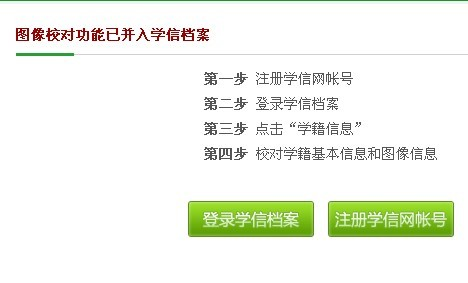 图像校对功能已并入学信档案
第一步 注册学信网帐号
第二步 登录学信档案
第三步 点击“学籍信息”
第四步 校对学籍基本信息和图像信息
登录学信档案 注册学信网帐号